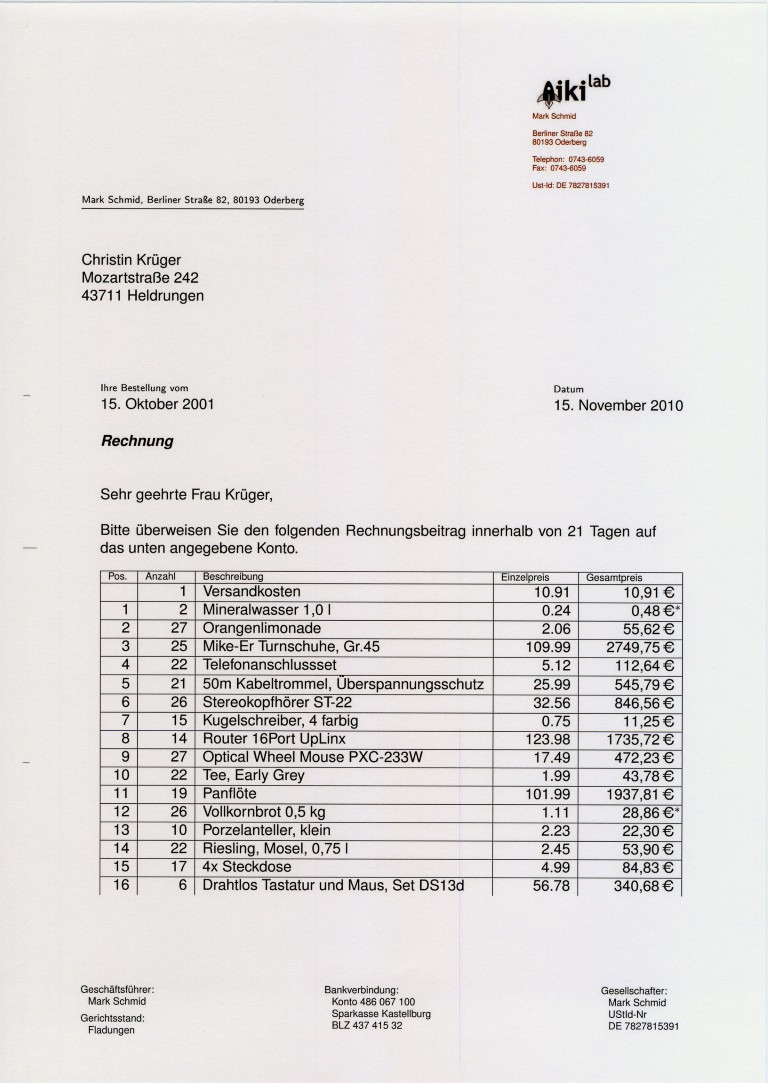 Aiki lab
Mark Schmid
Berliner Straße 82
80193 Oderberg
Telephon: 0743-6059
Fax: 0743-6059
Ust-Id: DE 7827815391
Mark Schmid, Berliner Straße 82, 80193 Oderberg
Christin Krüger
Mozartstraße 242
43711 Heldrungen
Ihre Bestellung vom Datum
15. Oktober 2001 15. November 2010
Rechnung
Sehr geehrte Frau Krüger,
Bitte überweisen Sie den folgenden Rechnungsbeitrag innerhalb von 21 Tagen auf
das unten angegebene Konto.
Pos. Anzahl Beschreibung Einzelpreis Gesamtpreis
1 Versandkosten 10.91 10,91 €
1 2 Mineralwasser 1,0 l 0.24 0,48 €*
2 27 Orangenlimonade 2.06 55,62 €
3 25 Mike-Er Turnschuhe, Gr.45 109.99 2749,75 €
4 22 Telefonanschlussset 5.12 112,64 €
5 21 50m Kabeltrommel, Überspannungsschutz 25.99 545,79 €
6 26 Stereokopfhörer ST-22 32.56 846,56 €
7 15 Kugelschreiber, 4 farbig 0.75 11,25 €
8 14 Router 16Port UpLinx 123.98 1735,72 €
9 27 Optical Wheel Mouse PXC-233W 17.49 472,23 €
10 22 Tee, Early Grey 1.99 43,78 €
11 19 Panflöte 101.99 1937,81 €
12 26 Vollkornbrot 0,5 kg 1.11 28,86 €*
13 10 Porzelanteller, klein 2.23 22,30 €
14 22 Riesling, Mosel, 0,75 l 2.45 53,90 €
15 17 4x Steckdose 4.99 84,83 €
16 6 Drahtlos Tastatur und Maus, Set DS13d 56.78 340,68 €
Geschäftsführer:
Mark Schmid
Gerichtsstand:
Fladungen
Bankverbindung:
Konto 486 067 100
Sparkasse Kastellburg
BLZ 437 415 32
Gesellschafter:
Mark Schmid
UStId-Nr
DE 7827815391